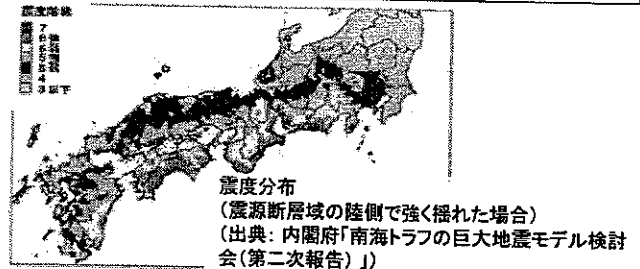 震度階級
7
6強
6弱
5強
5弱
4
3以下
震度分布
(震源断層域の陸側で強く揺れた場合)
(出典: 内閣府「南海トラフの巨大地震モデル検討
会(第二次報告) 」)